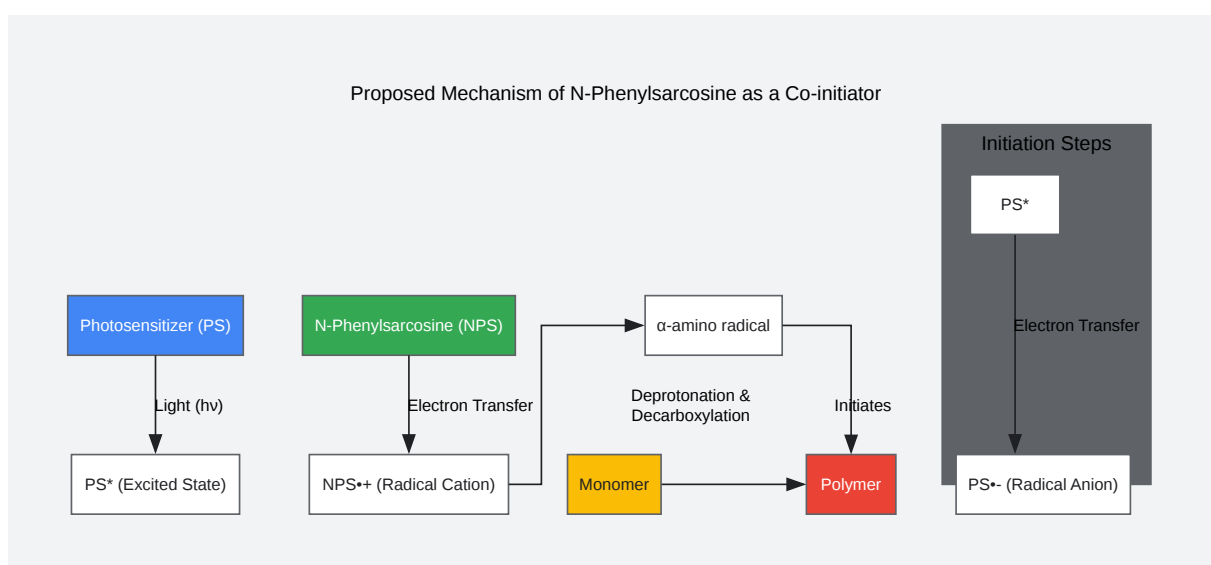 Proposed Mechanism of N-Phenylsarcosine as a Co-initiator
Initiation Steps
PS*
Photosensitizer (PS)
N-Phenylsarcosine (NPS)
α-amino radical
Electron Transfer
Light (hν)
Electron Transfer
Deprotonation &
Decarboxylation
Initiates
PS* (Excited State)
NPS•+ (Radical Cation)
Monomer
Polymer
PS•- (Radical Anion)